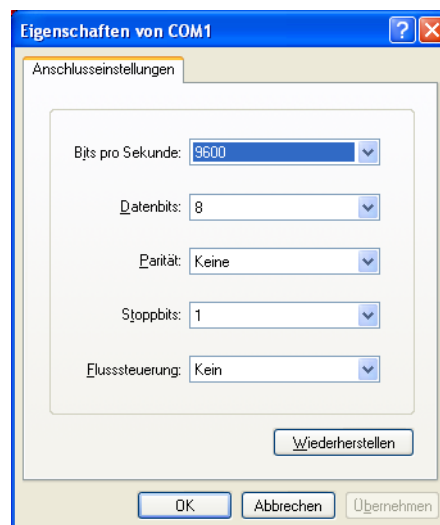 Eigenschaften von COM1
Anschlusseinstellungen
Bits pro Sekunde: 9600
Datenbits: 8
Parität: Keine
Stoppbits: 1
Flusssteuerung: Kein
Wiederherstellen
OK Abbrechen Übernehmen